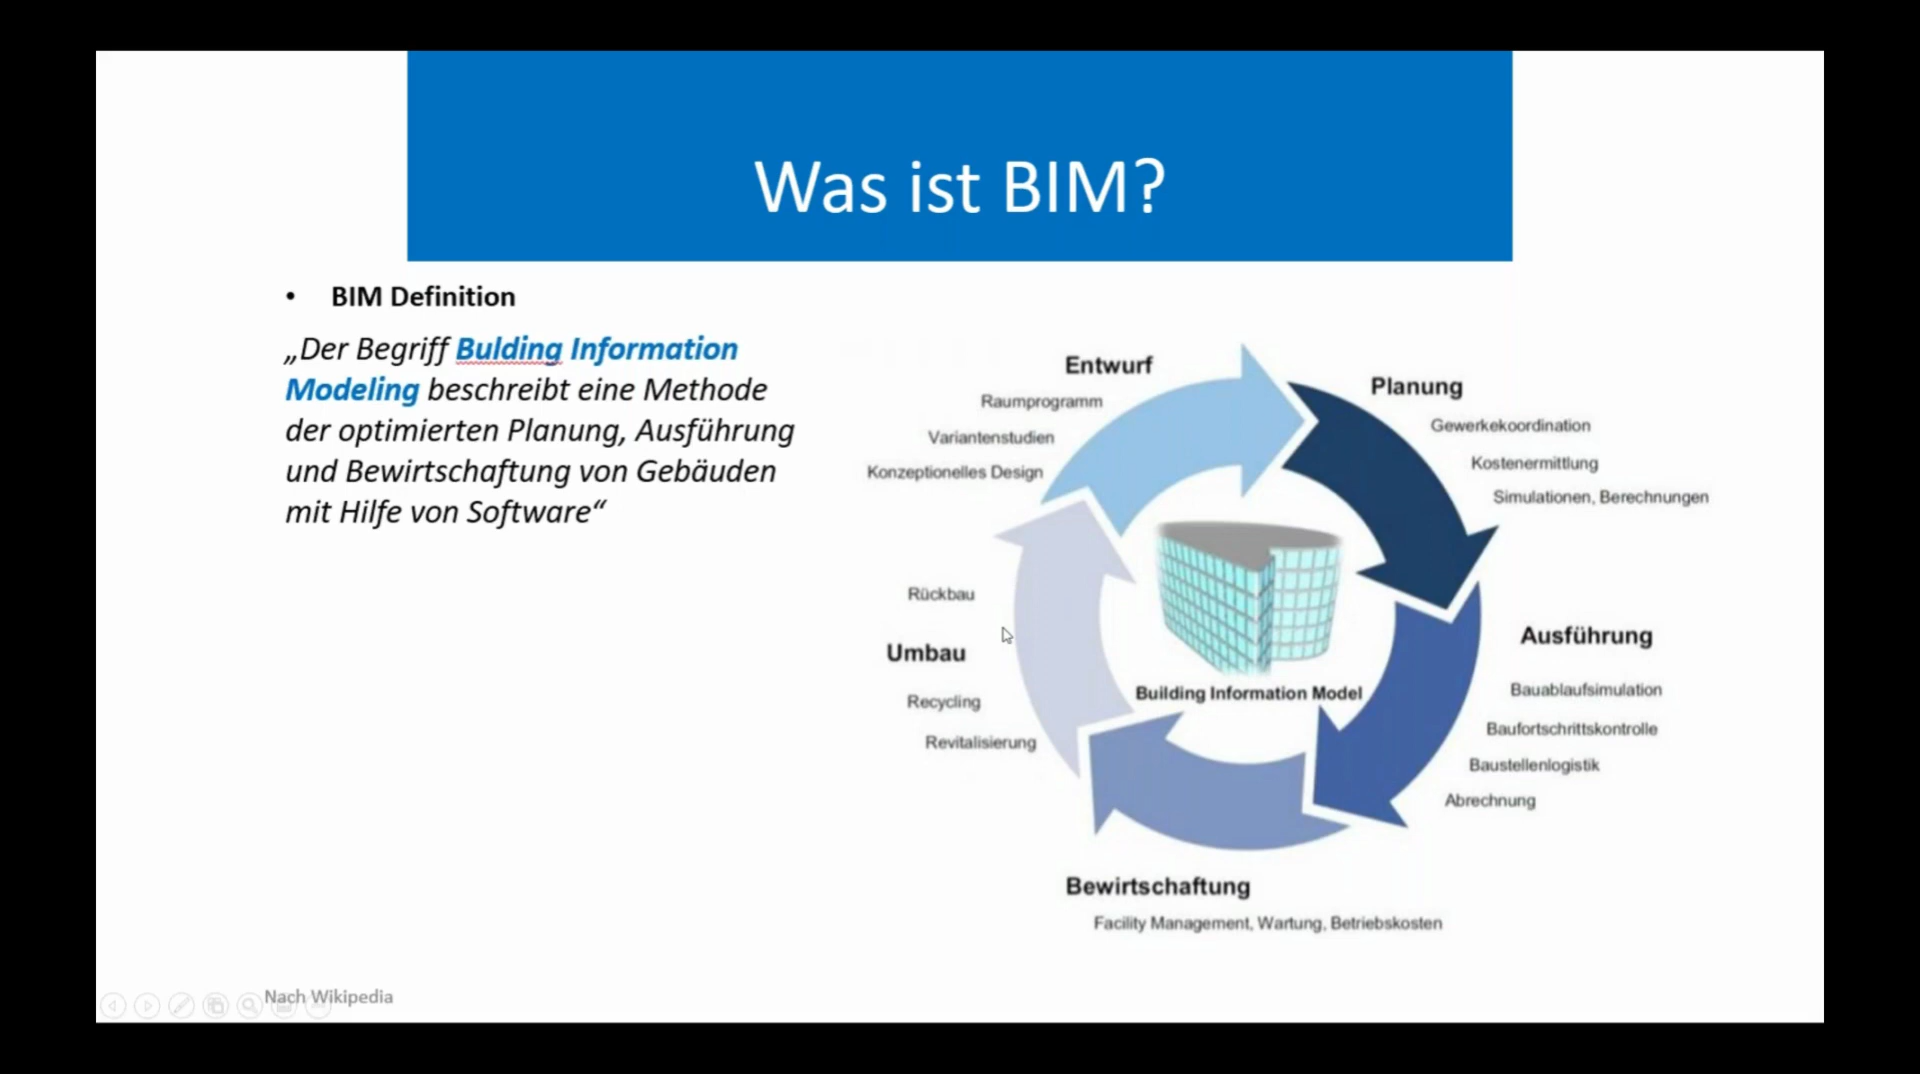 Was ist BIM?
• BIM Definition
„Der Begriff Bulding Information
Modeling beschreibt eine Methode
der optimierten Planung, Ausführung
und Bewirtschaftung von Gebäuden
mit Hilfe von Software“
Entwurf
Raumprogramm
Variantenstudien
Konzeptionelles Design
Planung
Gewerkekoordination
Kostenermittlung
Simulationen, Berechnungen
Ausführung
Bauablaufsimulation
Baufortschrittskontrolle
Baustellenlogistik
Abrechnung
Bewirtschaftung
Facility Management, Wartung, Betriebskosten
Rückbau
Umbau
Recycling
Revitalisierung
Building Information Model
Nach Wikipedia